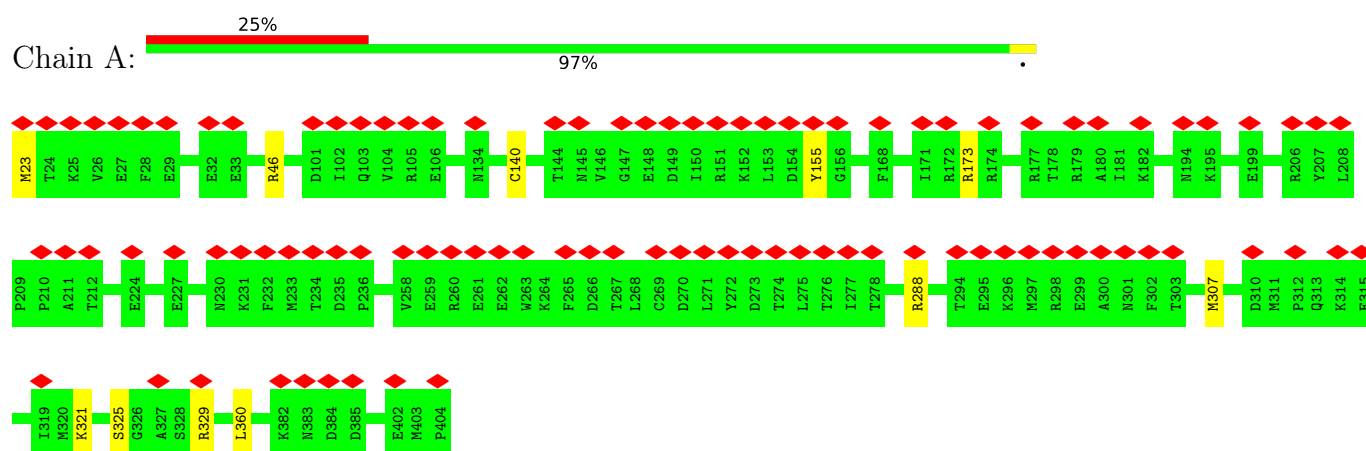 25%
Chain A:
97%
.
M23 T24 K25 V26 E27 F28 E29 E32 E33 R46 D101 I102 Q103 V104 R105 E106 N134 C140 T144 N145 V146 G147 E148 D149 I150 R151 K152 L153 D154 Y155 G156 F168 I171 R172 R173 R174 R177 T178 R179 A180 I181 K182 N194 K195 E199 R206 Y207 L208
P209 P210 A211 T212 E224 E227 N230 K231 F232 M233 T234 D235 P236 V258 E259 R260 E261 E262 W263 K264 F265 D266 T267 L268 C269 D270 L271 Y272 D273 T274 L275 T276 I277 T278 R288 T294 E295 K296 M297 R298 E299 A300 N301 F302 T303 M307 D310 M311 P312 Q313 K314 E315
I319 M320 K321 S325 G326 A327 S328 R329 L360 K382 N383 D384 D385 E402 M403 P404